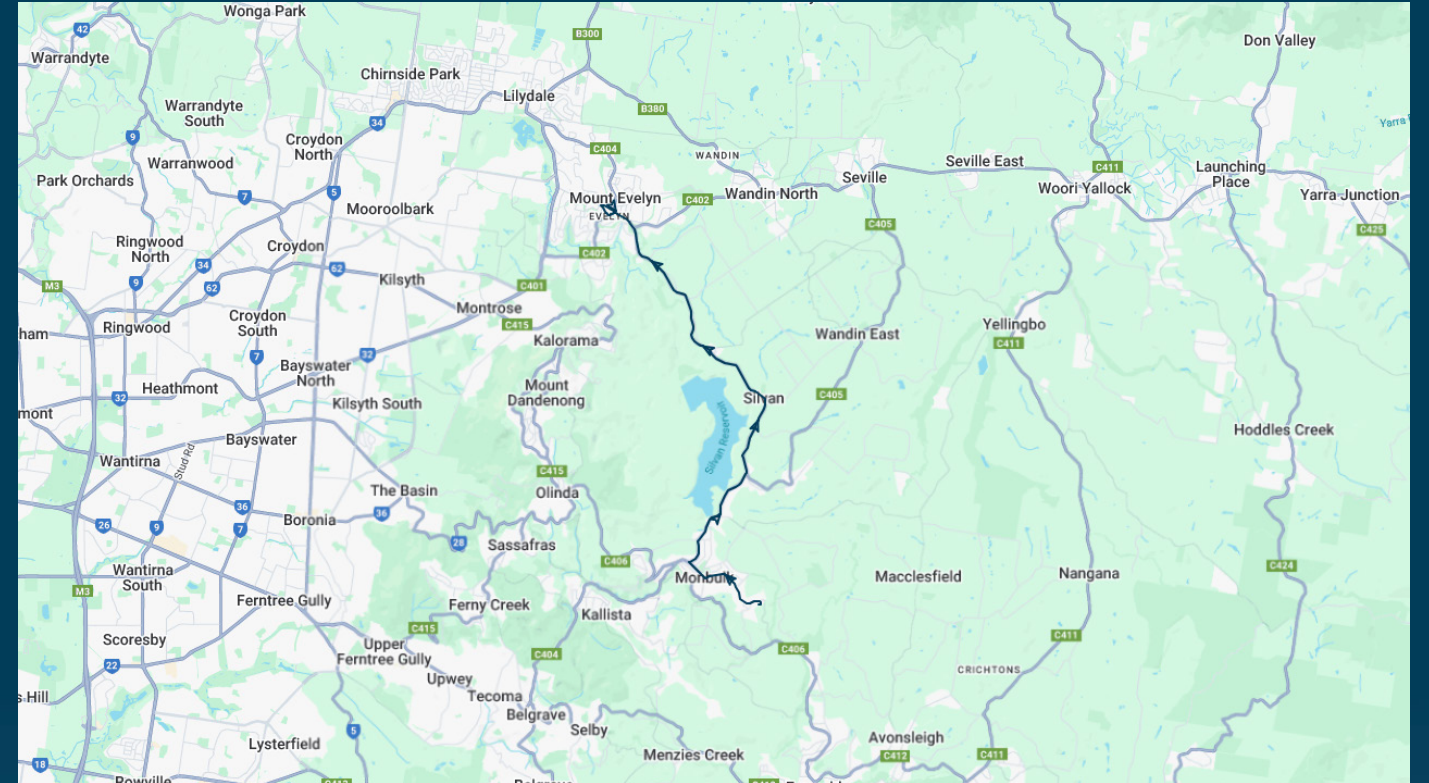 Wonga Park
42
B300
Don Valley
Warrandyte
Chirnside Park
Lilydale
Warrandyte
South
B380
34
Yarra
9
Croydon
North
C404
WANDIN
Warranwood
Seville East
C411
Launching
Place
Park Orchards
Seville
Woori Yallock
7
5
Mount Evelyn
C402
Wandin North
Yarra Junction
Mooroolbark
EVELYN
C405
C425
Ringwood
North
Croydon
C402
34
62
M3
9
62
Kilsyth
C401
Montrose
ham
Ringwood
Croydon
South
C415
Yellingbo
Kalorama
Wandin East
C411
7
32
Bayswater
North
Heathmont
Mount
Dandenong
32
Kilsyth South
Silvan
C405
mont
Silvan Reservoir
Bayswater
Hoddles Creek
Wantirna
Stud Rd
C415
The Basin
Olinda
36
36
26
9
7
Boronia
28
Sassafras
C406
C424
Wantirna
South
Monbulk
Macclesfield
Nangana
M3
Ferntree Gully
Ferny Creek
Kallista
C415
Scoresby
Upper
Ferntree Gully
C404
C406
C411
22
Upwey
CRICHTONS
s Hill
Tecoma
Belgrave
Selby
5
Lysterfield
Menzies Creek
Avonsleigh
C412
C411
18
Rowville